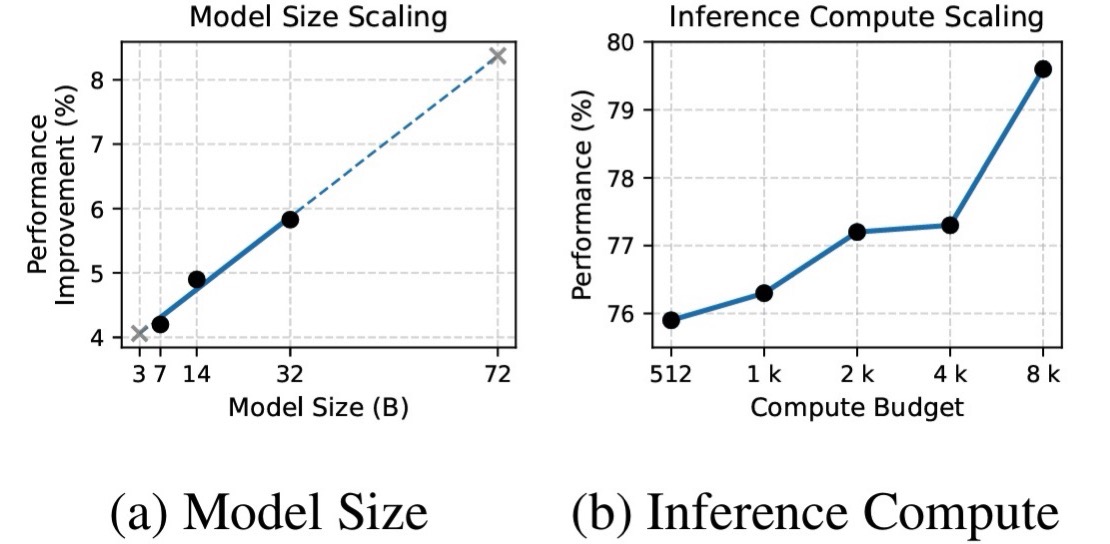 Model Size Scaling
Performance
Improvement (%)
8
7
6
5
4
3 7 14 32 72
Model Size (B)
(a) Model Size
Inference Compute Scaling
Performance (%)
80
79
78
77
76
512 1 k 2 k 4 k 8 k
Compute Budget
(b) Inference Compute